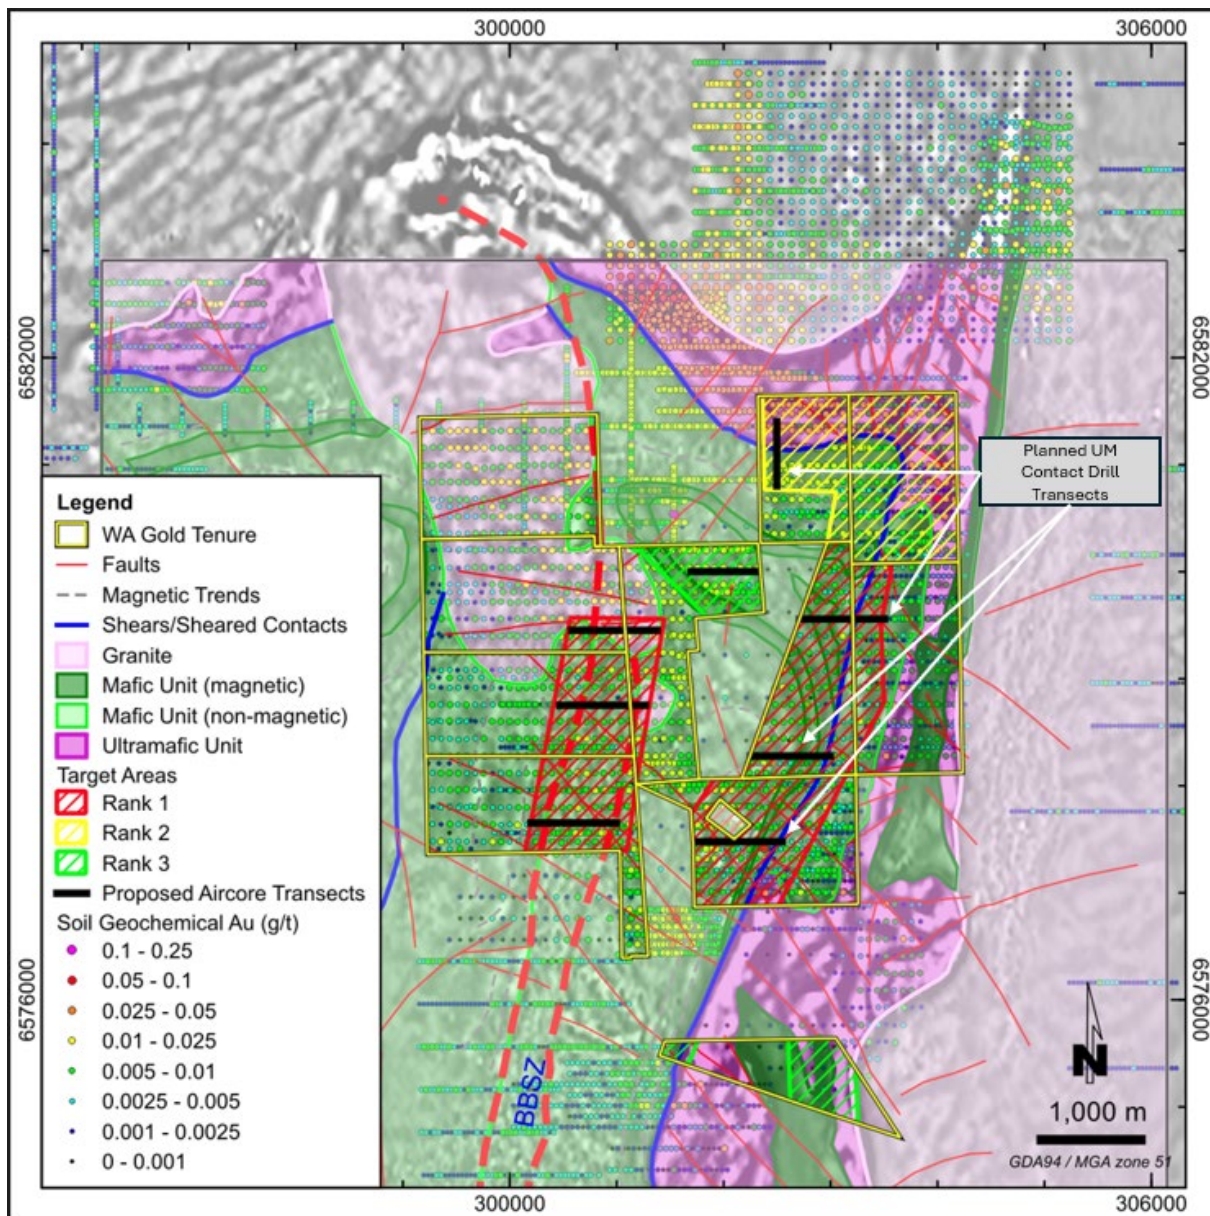 300000
306000
6582000
6582000
Planned UM
Contact Drill
Transects
Legend
WA Gold Tenure
Faults
Magnetic Trends
Shears/Sheared Contacts
Granite
Mafic Unit (magnetic)
Mafic Unit (non-magnetic)
Ultramafic Unit
Target Areas
Rank 1
Rank 2
Rank 3
Proposed Aircore Transects
Soil Geochemical Au (g/t)
0.1 - 0.25
0.05 - 0.1
0.025 - 0.05
0.01 - 0.025
0.005 - 0.01
0.0025 - 0.005
0.001 - 0.0025
0 - 0.001
6576000
6576000
BBSZ
N
1,000 m
GDA94 / MGA zone 51
300000
306000